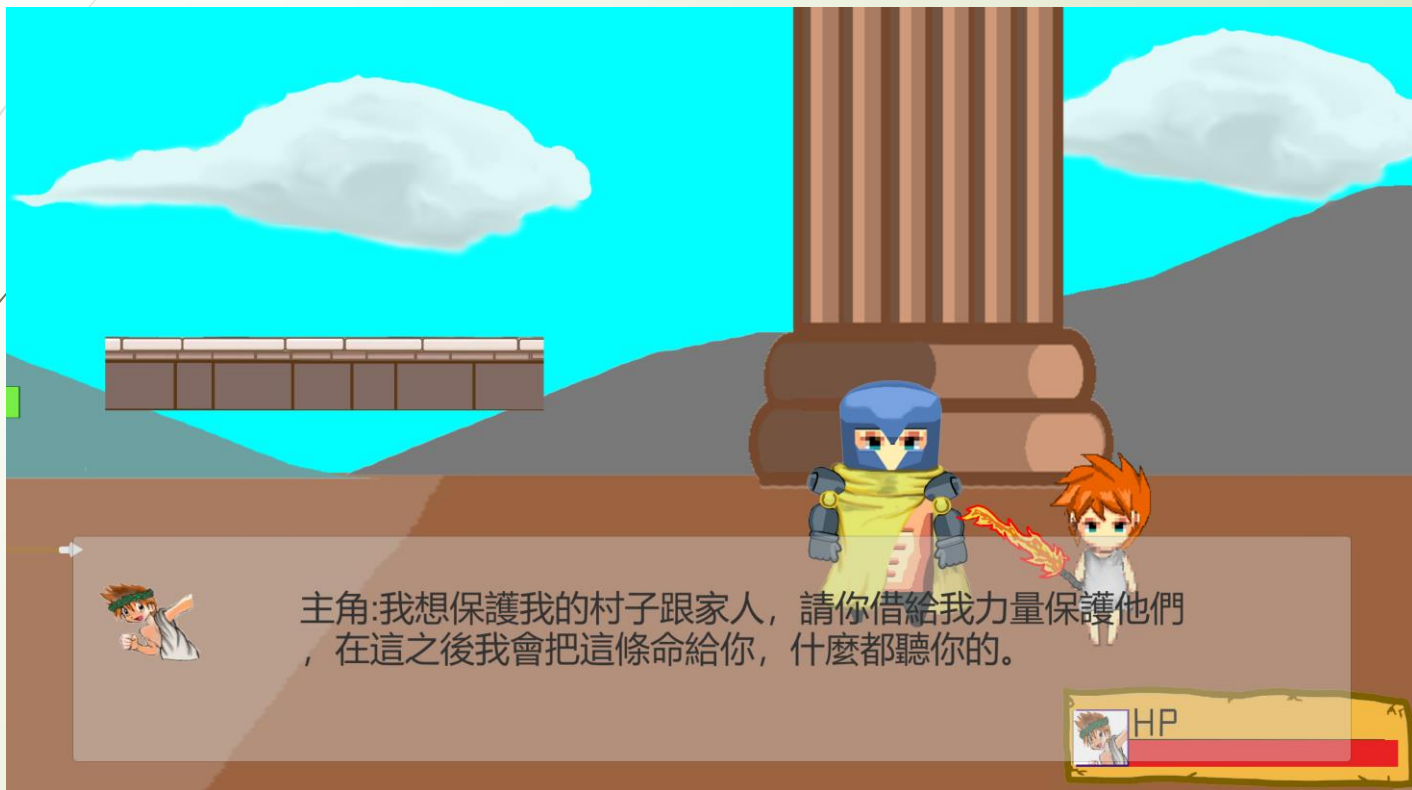 主角:我想保護我的村子跟家人，請你借給我力量保護他們
，在這之後我會把這條命給你，什麼都聽你的。
HP